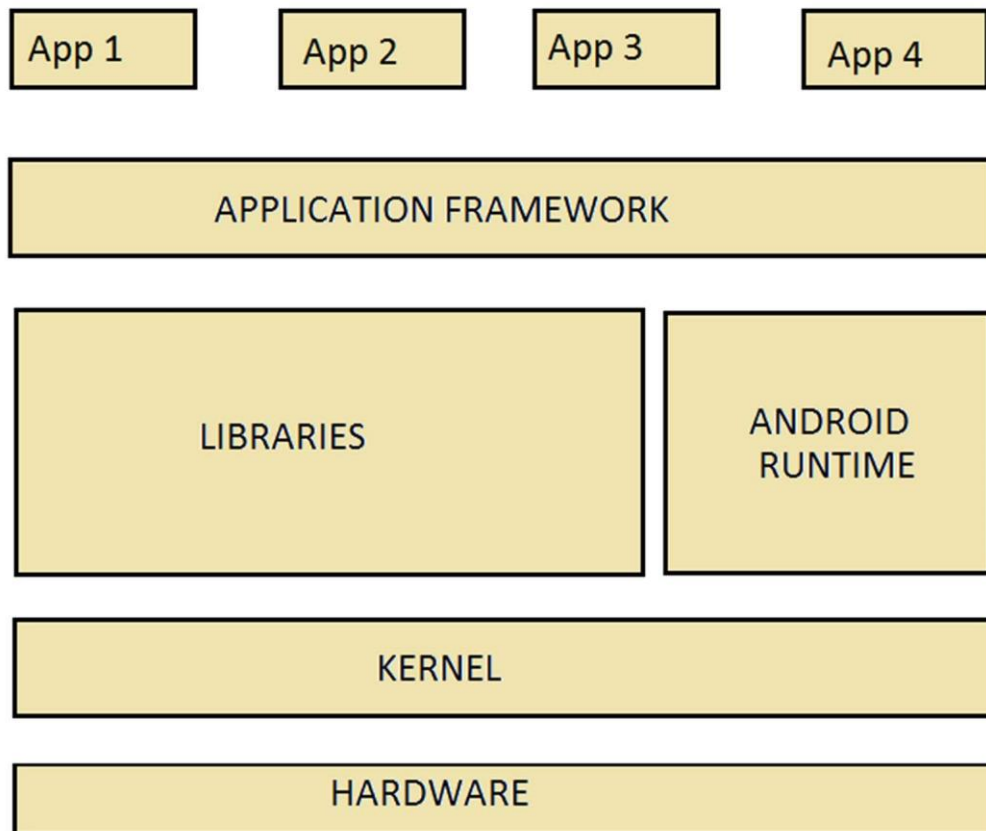 App 1
App 2
App 3
App 4
APPLICATION FRAMEWORK
LIBRARIES
ANDROID
RUNTIME
KERNEL
HARDWARE